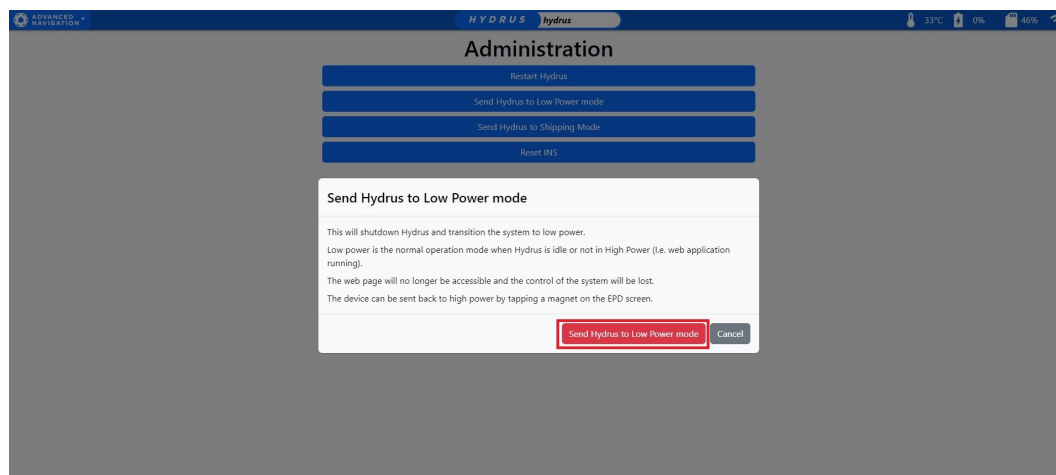 ADVANCED
NAVIGATION
HYDRUS hydrus
33°C 0% 46%
Administration
Restart Hydrus
Send Hydrus to Low Power mode
Send Hydrus to Shipping Mode
Reset INS
Send Hydrus to Low Power mode
This will shutdown Hydrus and transition the system to low power.
Low power is the normal operation mode when Hydrus is idle or not in High Power (I.e. web application
running).
The web page will no longer be accessible and the control of the system will be lost.
The device can be sent back to high power by tapping a magnet on the EPD screen.
Send Hydrus to Low Power mode Cancel